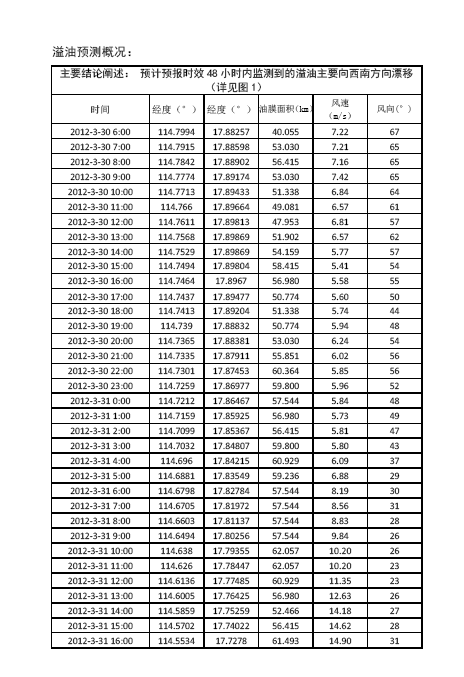 溢油预测概况：
主要结论阐述： 预计预报时效 48 小时内监测到的溢油主要向西南方向漂移
（详见图 1）
时间 经度（°） 经度（°） 油膜面积(km) 风速（m/s） 风向(°)
2012-3-30 6:00 114.7994 17.88257 40.055 7.22 67
2012-3-30 7:00 114.7915 17.88598 53.030 7.21 65
2012-3-30 8:00 114.7842 17.88902 56.415 7.16 65
2012-3-30 9:00 114.7774 17.89174 53.030 7.42 65
2012-3-30 10:00 114.7713 17.89433 51.338 6.84 64
2012-3-30 11:00 114.766 17.89664 49.081 6.57 61
2012-3-30 12:00 114.7611 17.89813 47.953 6.81 57
2012-3-30 13:00 114.7568 17.89869 51.902 6.57 62
2012-3-30 14:00 114.7529 17.89869 54.159 5.77 57
2012-3-30 15:00 114.7494 17.89804 58.415 5.41 54
2012-3-30 16:00 114.7464 17.8967 56.980 5.58 55
2012-3-30 17:00 114.7437 17.89477 50.774 5.60 50
2012-3-30 18:00 114.7413 17.89204 51.338 5.74 44
2012-3-30 19:00 114.739 17.88832 50.774 5.94 48
2012-3-30 20:00 114.7365 17.88381 53.030 6.24 54
2012-3-30 21:00 114.7335 17.87911 55.851 6.02 56
2012-3-30 22:00 114.7301 17.87453 60.364 5.85 56
2012-3-30 23:00 114.7259 17.86977 59.800 5.96 52
2012-3-31 0:00 114.7212 17.86467 57.544 5.84 48
2012-3-31 1:00 114.7159 17.85925 56.980 5.73 49
2012-3-31 2:00 114.7099 17.85367 56.415 5.81 47
2012-3-31 3:00 114.7032 17.84807 59.800 5.80 43
2012-3-31 4:00 114.696 17.84215 60.929 6.09 37
2012-3-31 5:00 114.6881 17.83549 59.236 6.88 29
2012-3-31 6:00 114.6798 17.82784 57.544 8.19 30
2012-3-31 7:00 114.6705 17.81972 57.544 8.56 31
2012-3-31 8:00 114.6603 17.81137 57.544 8.83 28
2012-3-31 9:00 114.6494 17.80256 57.544 9.84 26
2012-3-31 10:00 114.638 17.79355 62.057 10.20 26
2012-3-31 11:00 114.626 17.78447 62.057 10.20 23
2012-3-31 12:00 114.6136 17.77485 60.929 11.35 23
2012-3-31 13:00 114.6005 17.76425 56.980 12.63 26
2012-3-31 14:00 114.5859 17.75259 52.466 14.18 27
2012-3-31 15:00 114.5702 17.74022 56.415 14.62 28
2012-3-31 16:00 114.5534 17.7278 61.493 14.90 31